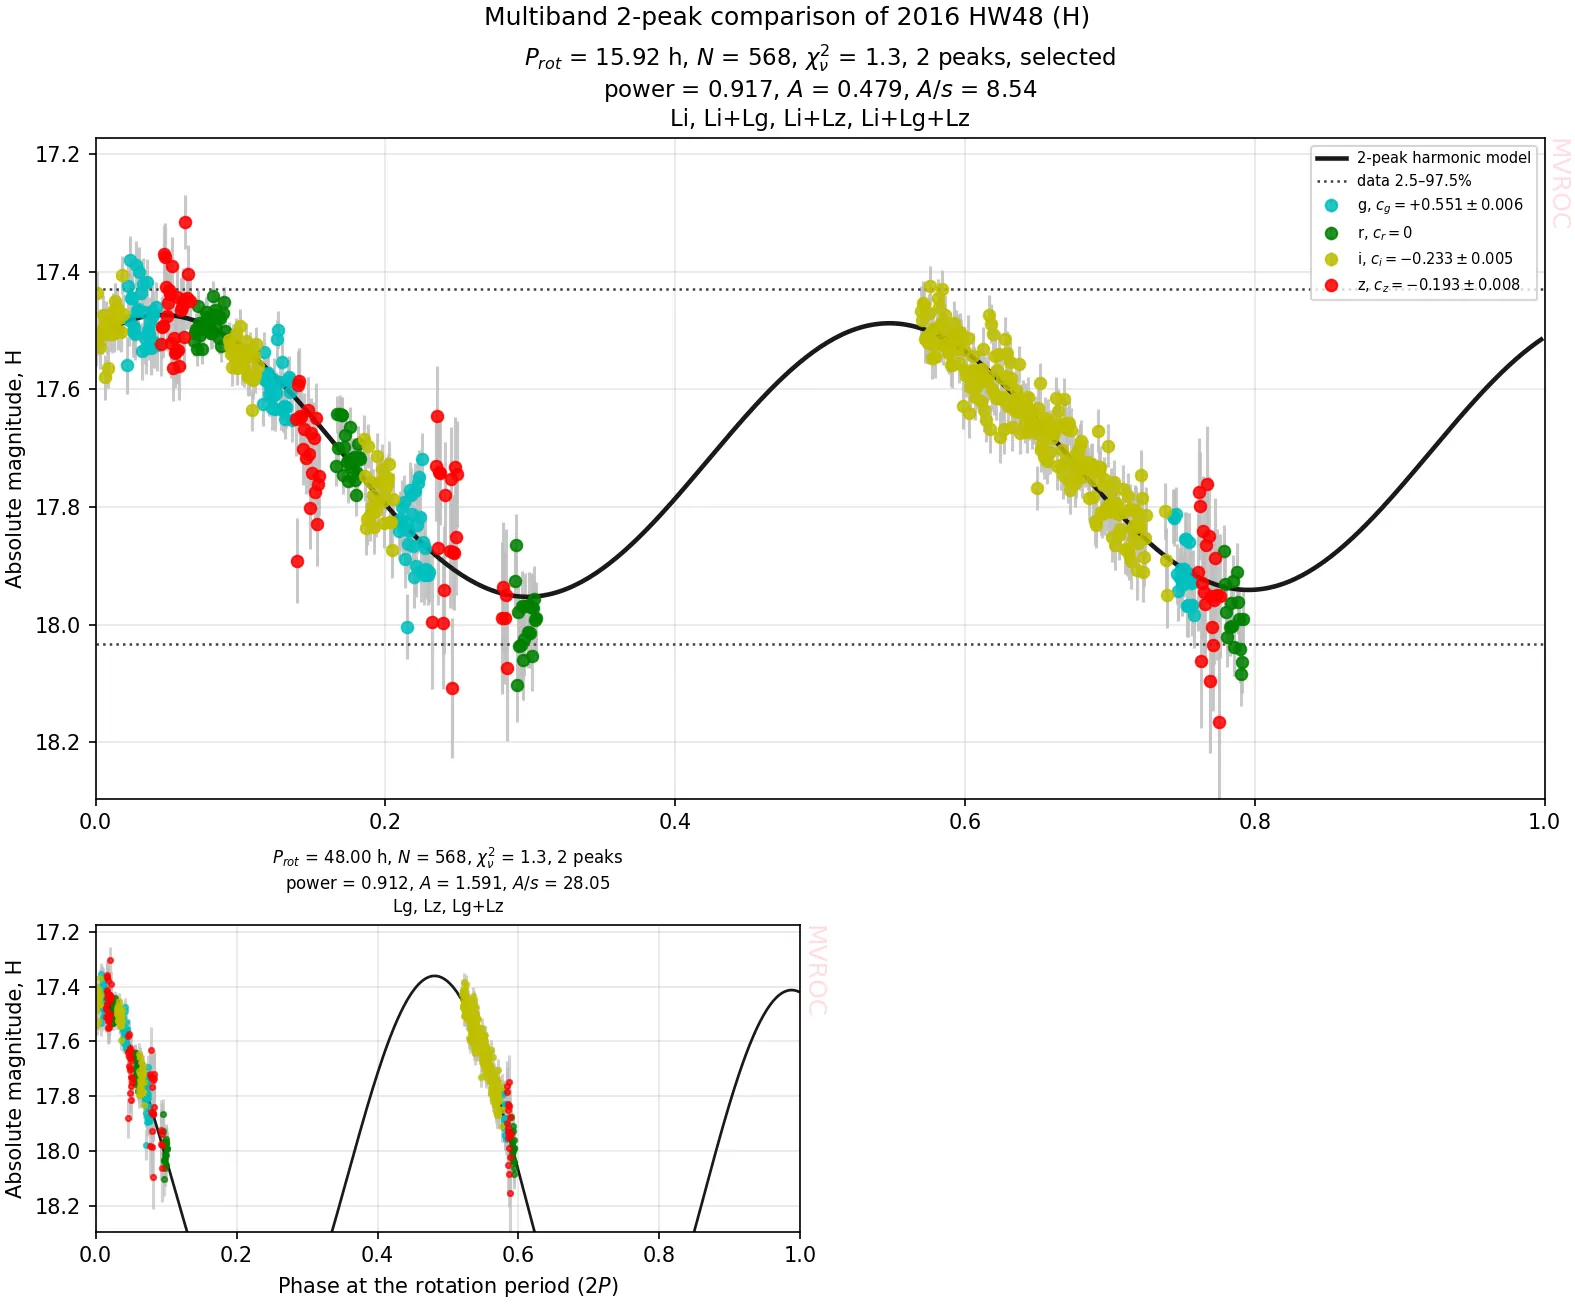 Multiband 2-peak comparison of 2016 HW48 (H)
P_rot = 15.92 h, N = 568, χ²_ν = 1.3, 2 peaks, selected
power = 0.917, A = 0.479, A/s = 8.54
Li, Li+Lg, Li+Lz, Li+Lg+Lz
2-peak harmonic model
data 2.5–97.5%
g, c_g = +0.551 ± 0.006
r, c_r = 0
i, c_i = −0.233 ± 0.005
z, c_z = −0.193 ± 0.008
MVROC
Absolute magnitude, H
17.2
17.4
17.6
17.8
18.0
18.2
0.0 0.2 0.4 0.6 0.8 1.0
P_rot = 48.00 h, N = 568, χ²_ν = 1.3, 2 peaks
power = 0.912, A = 1.591, A/s = 28.05
Lg, Lz, Lg+Lz
MVROC
Absolute magnitude, H
17.2
17.4
17.6
17.8
18.0
18.2
0.0 0.2 0.4 0.6 0.8 1.0
Phase at the rotation period (2P)